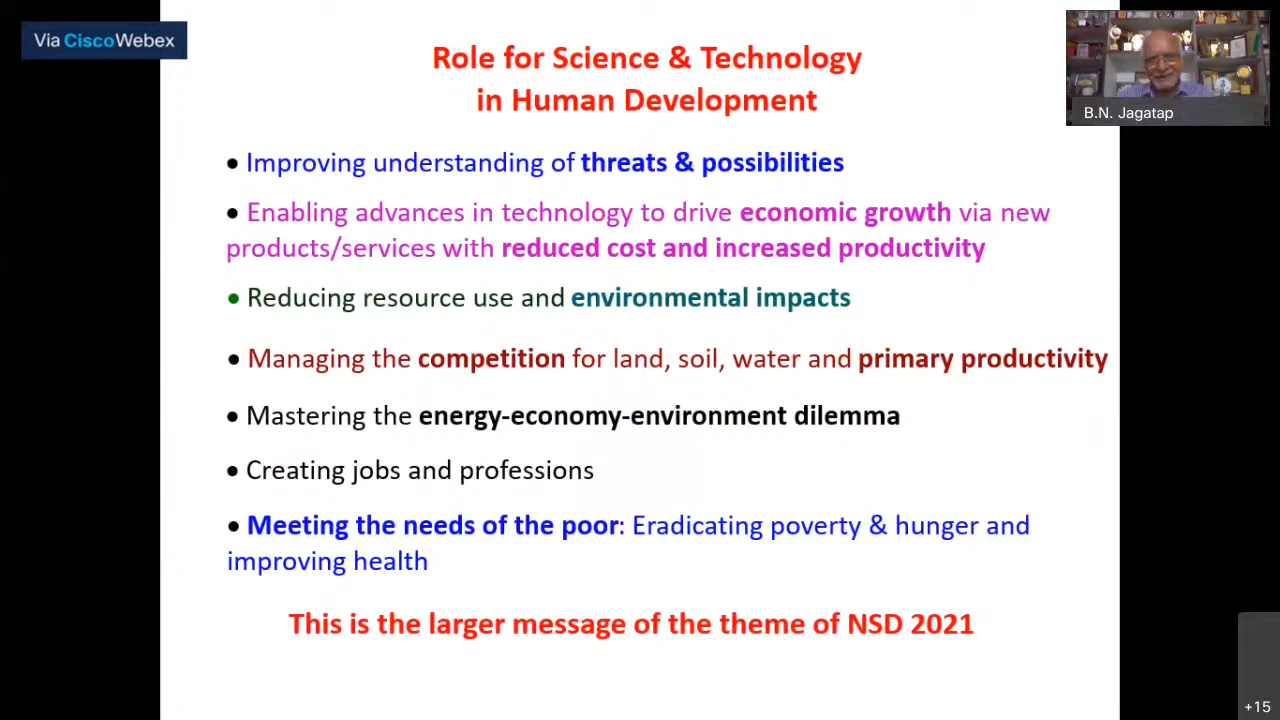 Via CiscoWebex
Role for Science & Technology
in Human Development
B.N. Jagatap
• Improving understanding of threats & possibilities
• Enabling advances in technology to drive economic growth via new
products/services with reduced cost and increased productivity
• Reducing resource use and environmental impacts
• Managing the competition for land, soil, water and primary productivity
• Mastering the energy-economy-environment dilemma
• Creating jobs and professions
• Meeting the needs of the poor: Eradicating poverty & hunger and
improving health
This is the larger message of the theme of NSD 2021
+15